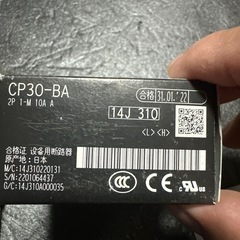 CP30-BA
2P 1-M 10A A
合格 31.01.'22
14J 310
<L> <H>
合格证 设备用断路器
原产地:日本
M/C:14J310220131
S/N:2201064437
G/C:14J310A000035
CCC